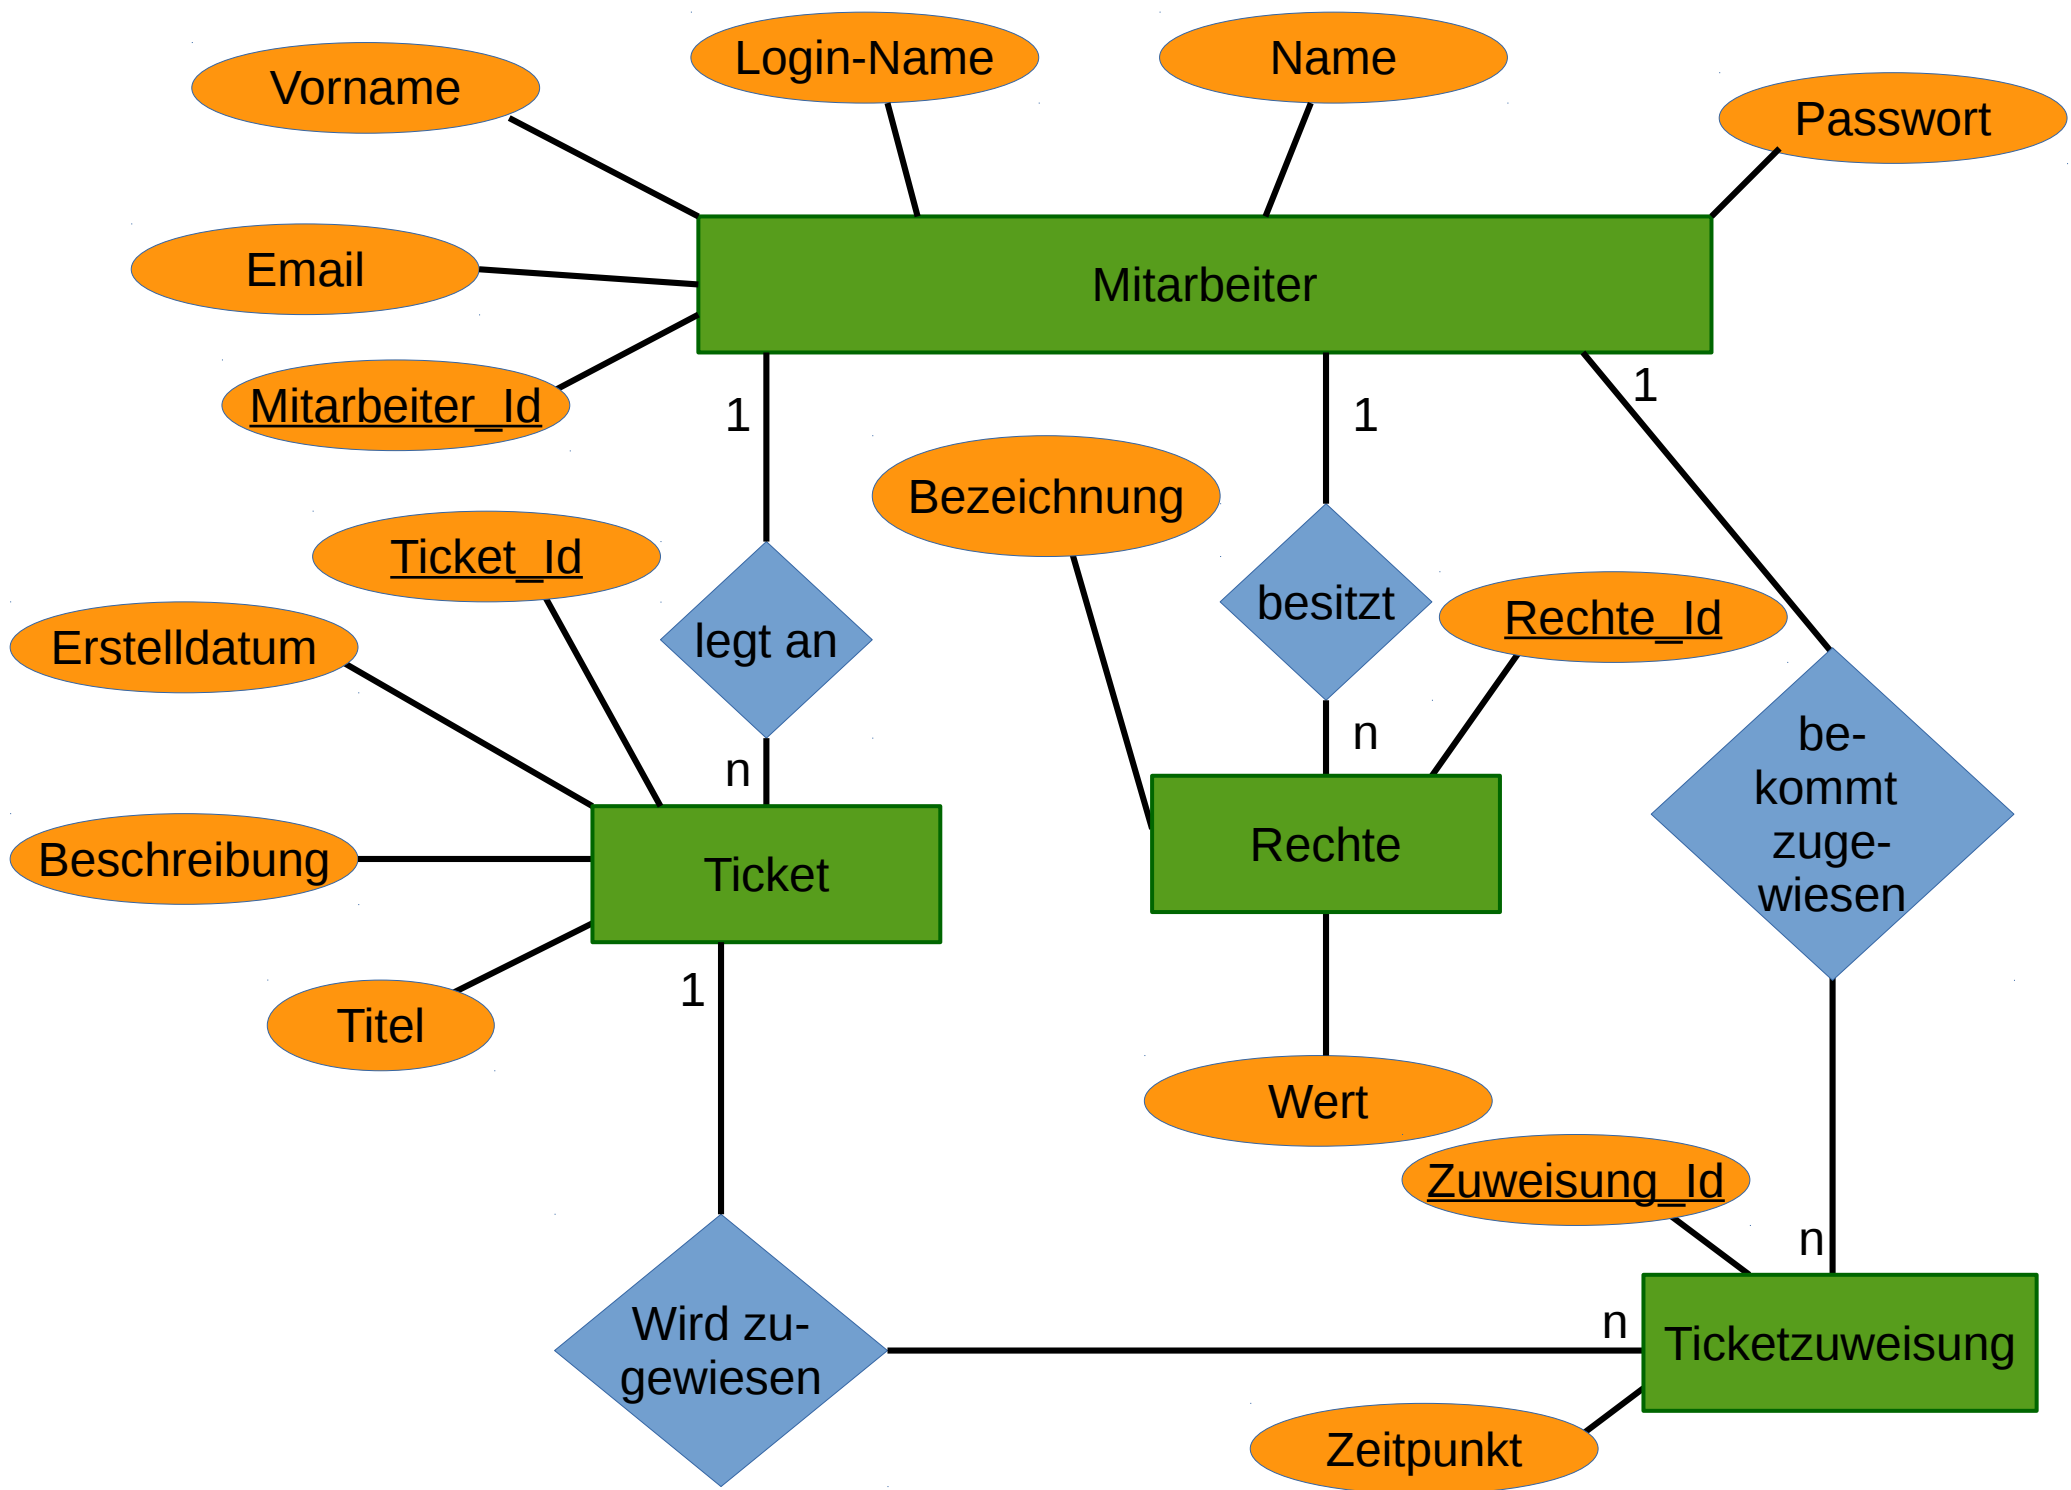 Login-Name
Name
Vorname
Passwort
Email
Mitarbeiter
Mitarbeiter_Id
1
1
1
Bezeichnung
Ticket_Id
besitzt
Rechte_Id
Erstelldatum
legt an
be-
kommt
zuge-
wiesen
n
n
Rechte
Beschreibung
Ticket
1
Titel
Wert
Zuweisung_Id
n
Wird zu-
gewiesen
n
Ticketzuweisung
Zeitpunkt